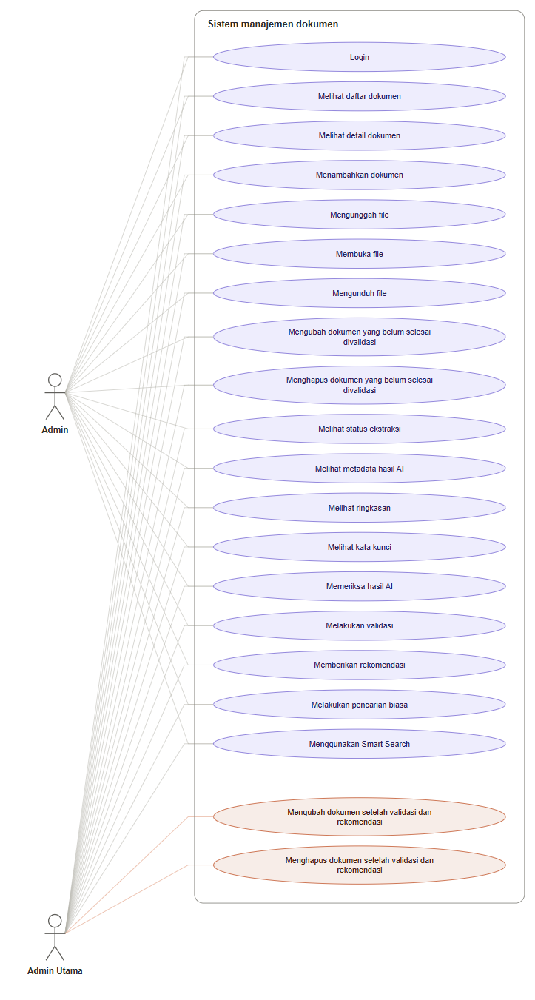 Sistem manajemen dokumen
Login
Melihat daftar dokumen
Melihat detail dokumen
Menambahkan dokumen
Mengunggah file
Membuka file
Mengunduh file
Mengubah dokumen yang belum selesai
divalidasi
Menghapus dokumen yang belum selesai
divalidasi
Admin
Melihat status ekstraksi
Melihat metadata hasil AI
Melihat ringkasan
Melihat kata kunci
Memeriksa hasil AI
Melakukan validasi
Memberikan rekomendasi
Melakukan pencarian biasa
Menggunakan Smart Search
Mengubah dokumen setelah validasi dan
rekomendasi
Menghapus dokumen setelah validasi dan
rekomendasi
Admin Utama